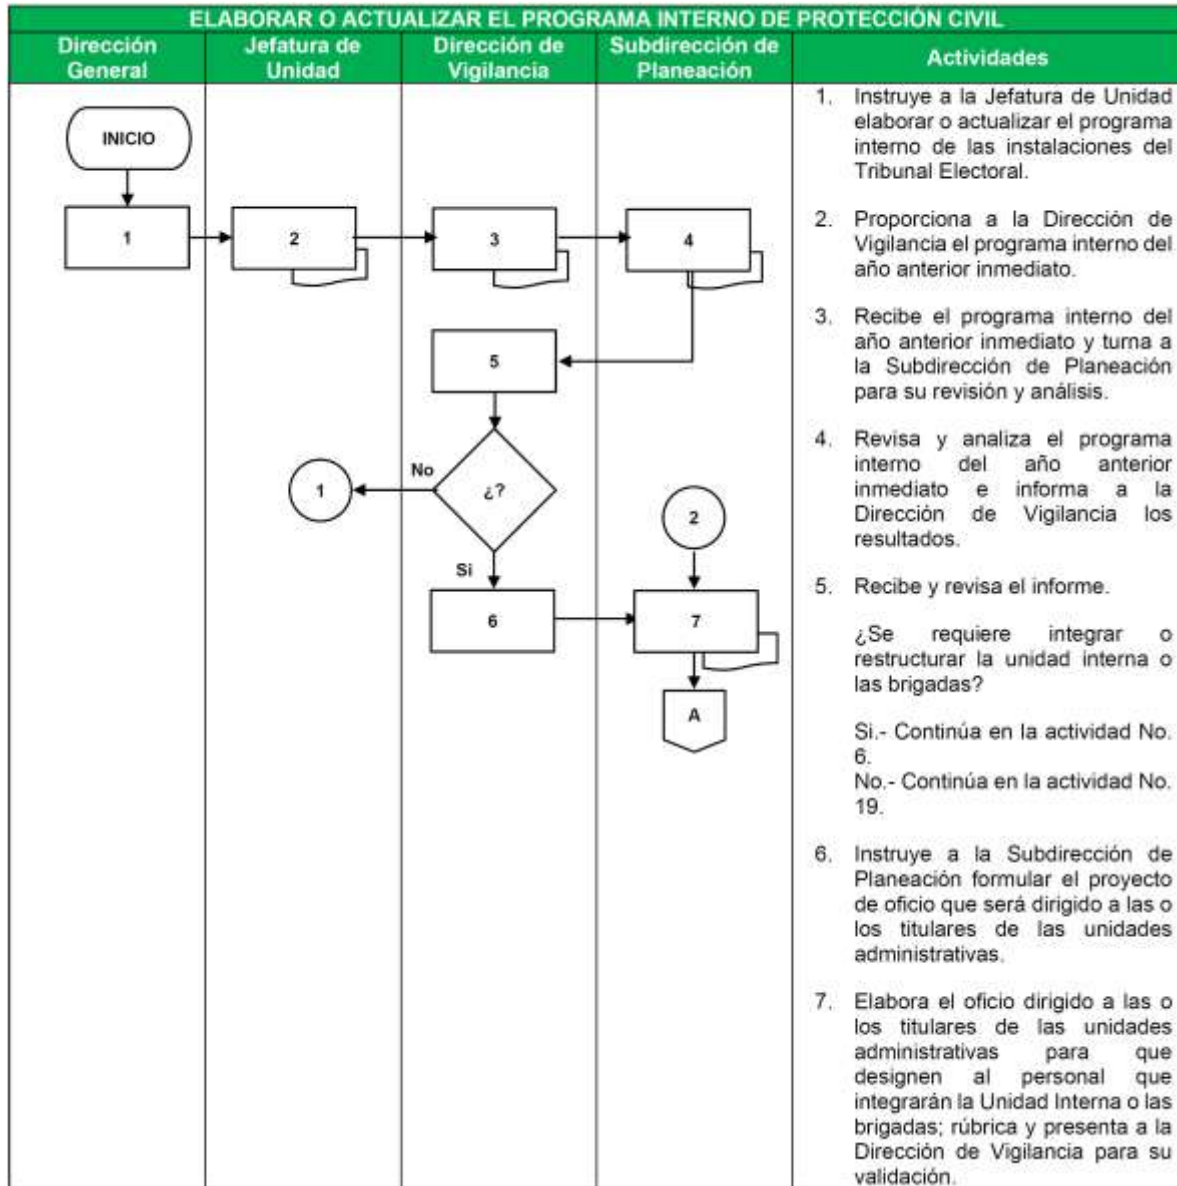 ELABORAR O ACTUALIZAR EL PROGRAMA INTERNO DE PROTECCIÓN CIVIL
Dirección
General
Jefatura de
Unidad
Dirección de
Vigilancia
Subdirección de
Planeación
Actividades
INICIO
1
2
3
4
5
¿?
No
1
Si
6
2
7
A
1. Instruye a la Jefatura de Unidad
elaborar o actualizar el programa
interno de las instalaciones del
Tribunal Electoral.
2. Proporciona a la Dirección de
Vigilancia el programa interno del
año anterior inmediato.
3. Recibe el programa interno del
año anterior inmediato y turna a
la Subdirección de Planeación
para su revisión y análisis.
4. Revisa y analiza el programa
interno del año anterior
inmediato e informa a la
Dirección de Vigilancia los
resultados.
5. Recibe y revisa el informe.
¿Se requiere integrar o
restructurar la unidad interna o
las brigadas?
Si.- Continúa en la actividad No.
6.
No.- Continúa en la actividad No.
19.
6. Instruye a la Subdirección de
Planeación formular el proyecto
de oficio que será dirigido a las o
los titulares de las unidades
administrativas.
7. Elabora el oficio dirigido a las o
los titulares de las unidades
administrativas para que
designen al personal que
integrarán la Unidad Interna o las
brigadas; rúbrica y presenta a la
Dirección de Vigilancia para su
validación.